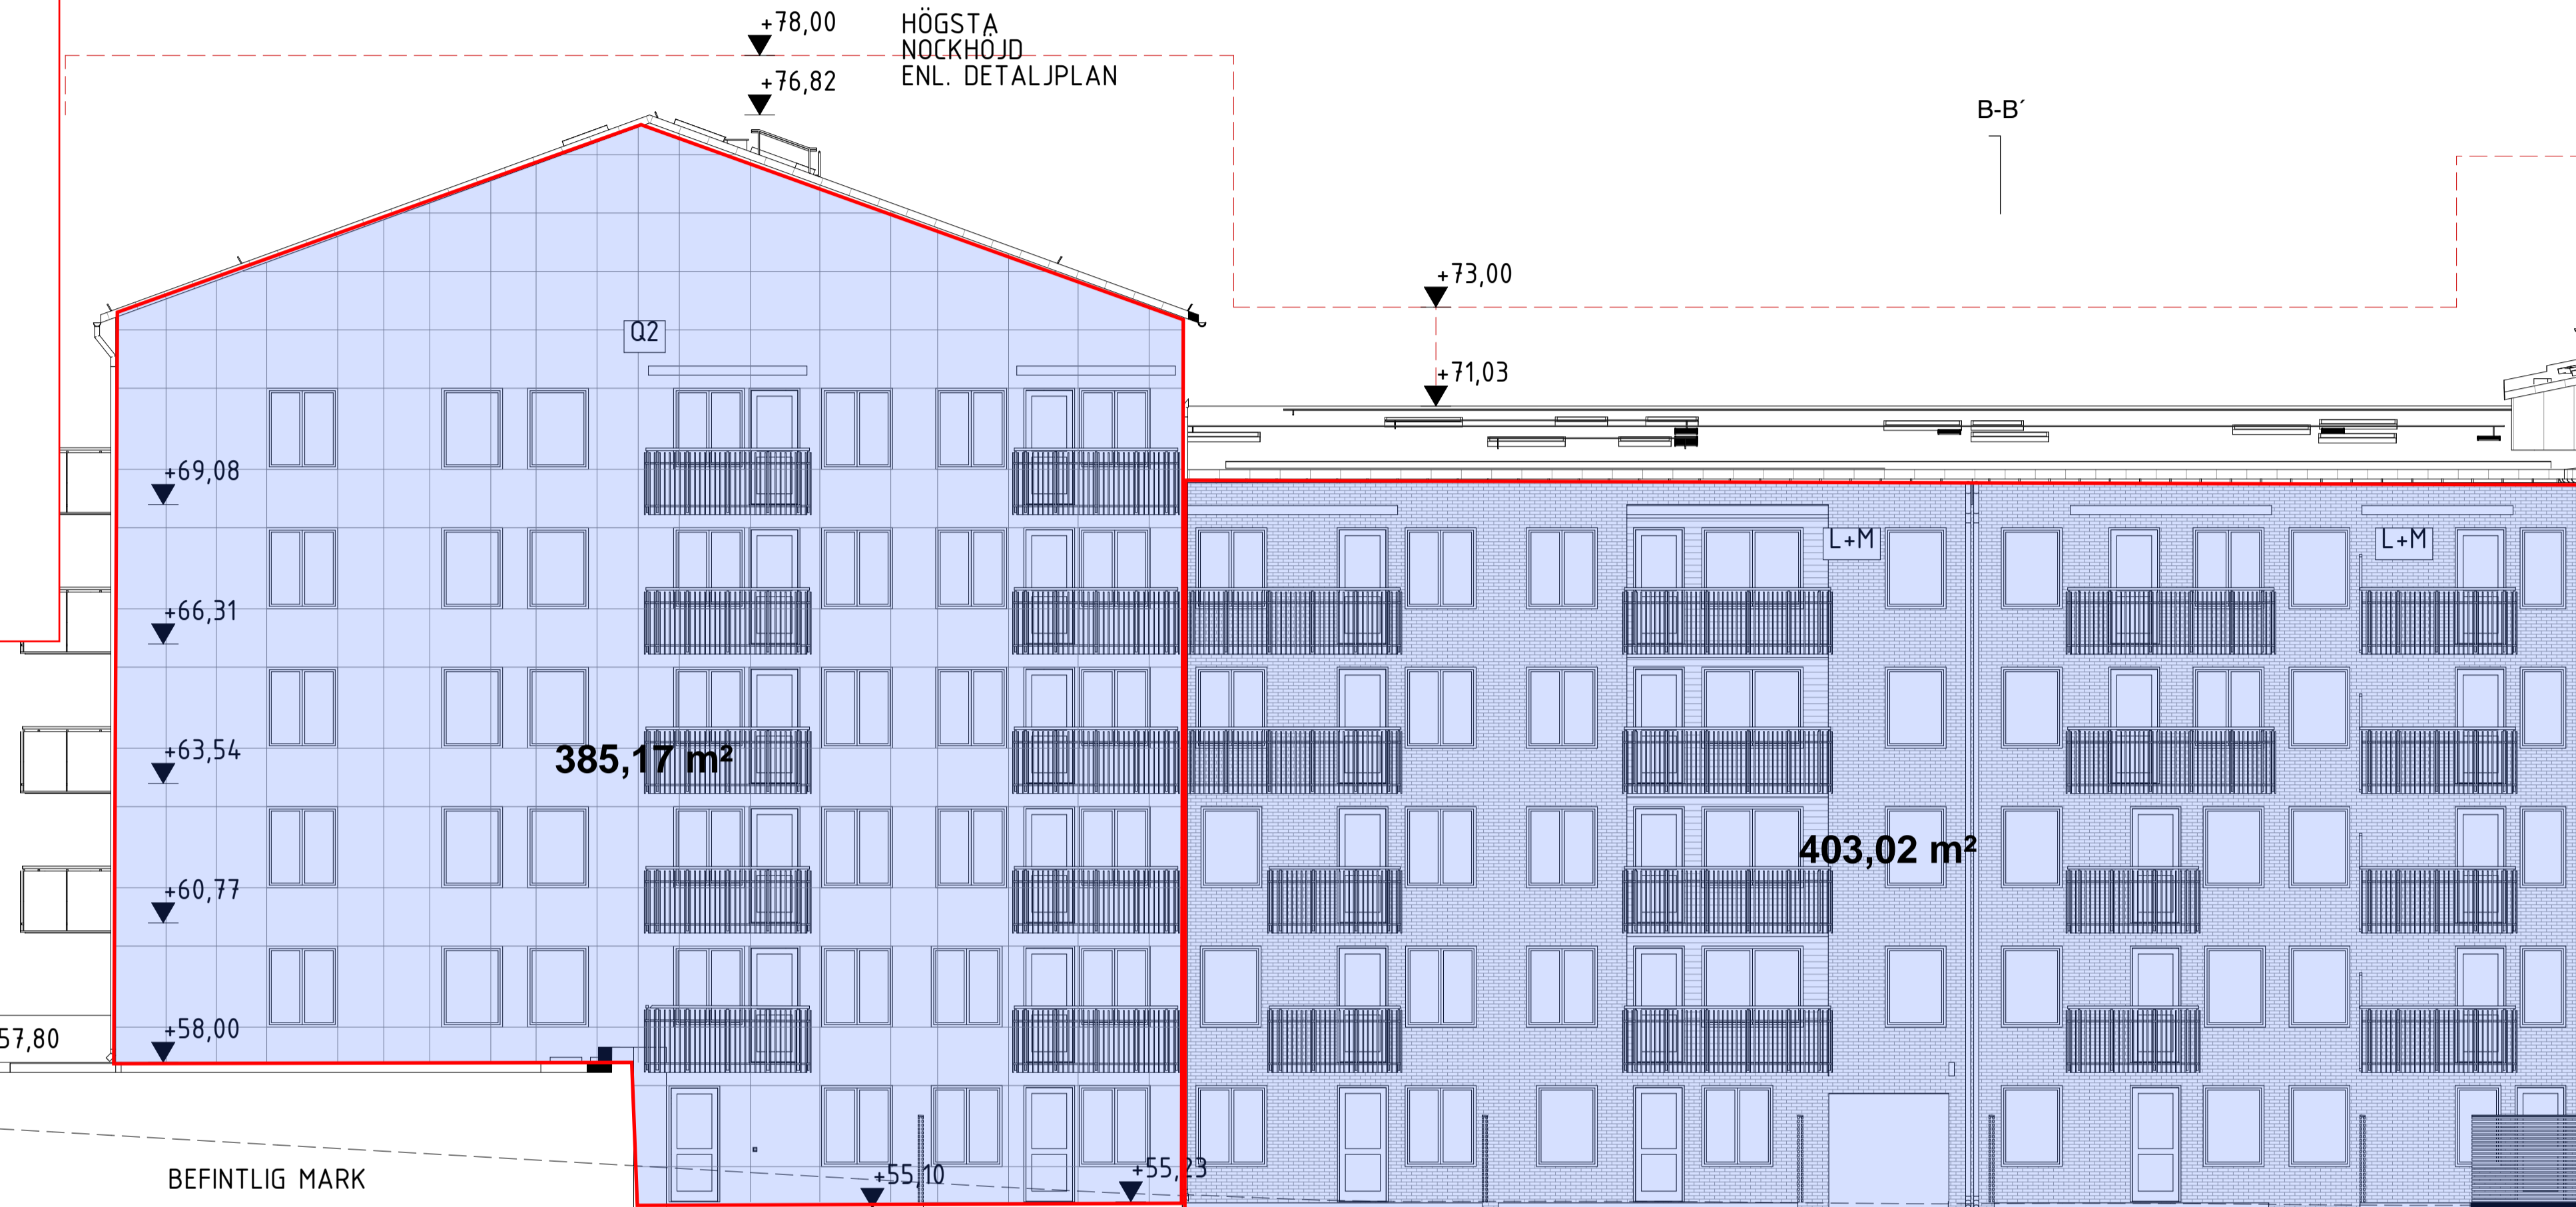 +78,00
HÖGSTA
NOCKHÖJD
ENL. DETALJPLAN
+76,82
B-B´
+73,00
Q2
+71,03
+69,08
L+M
L+M
+66,31
+63,54
385,17 m²
403,02 m²
+60,77
+58,00
57,80
+55,10
+55,23
BEFINTLIG MARK